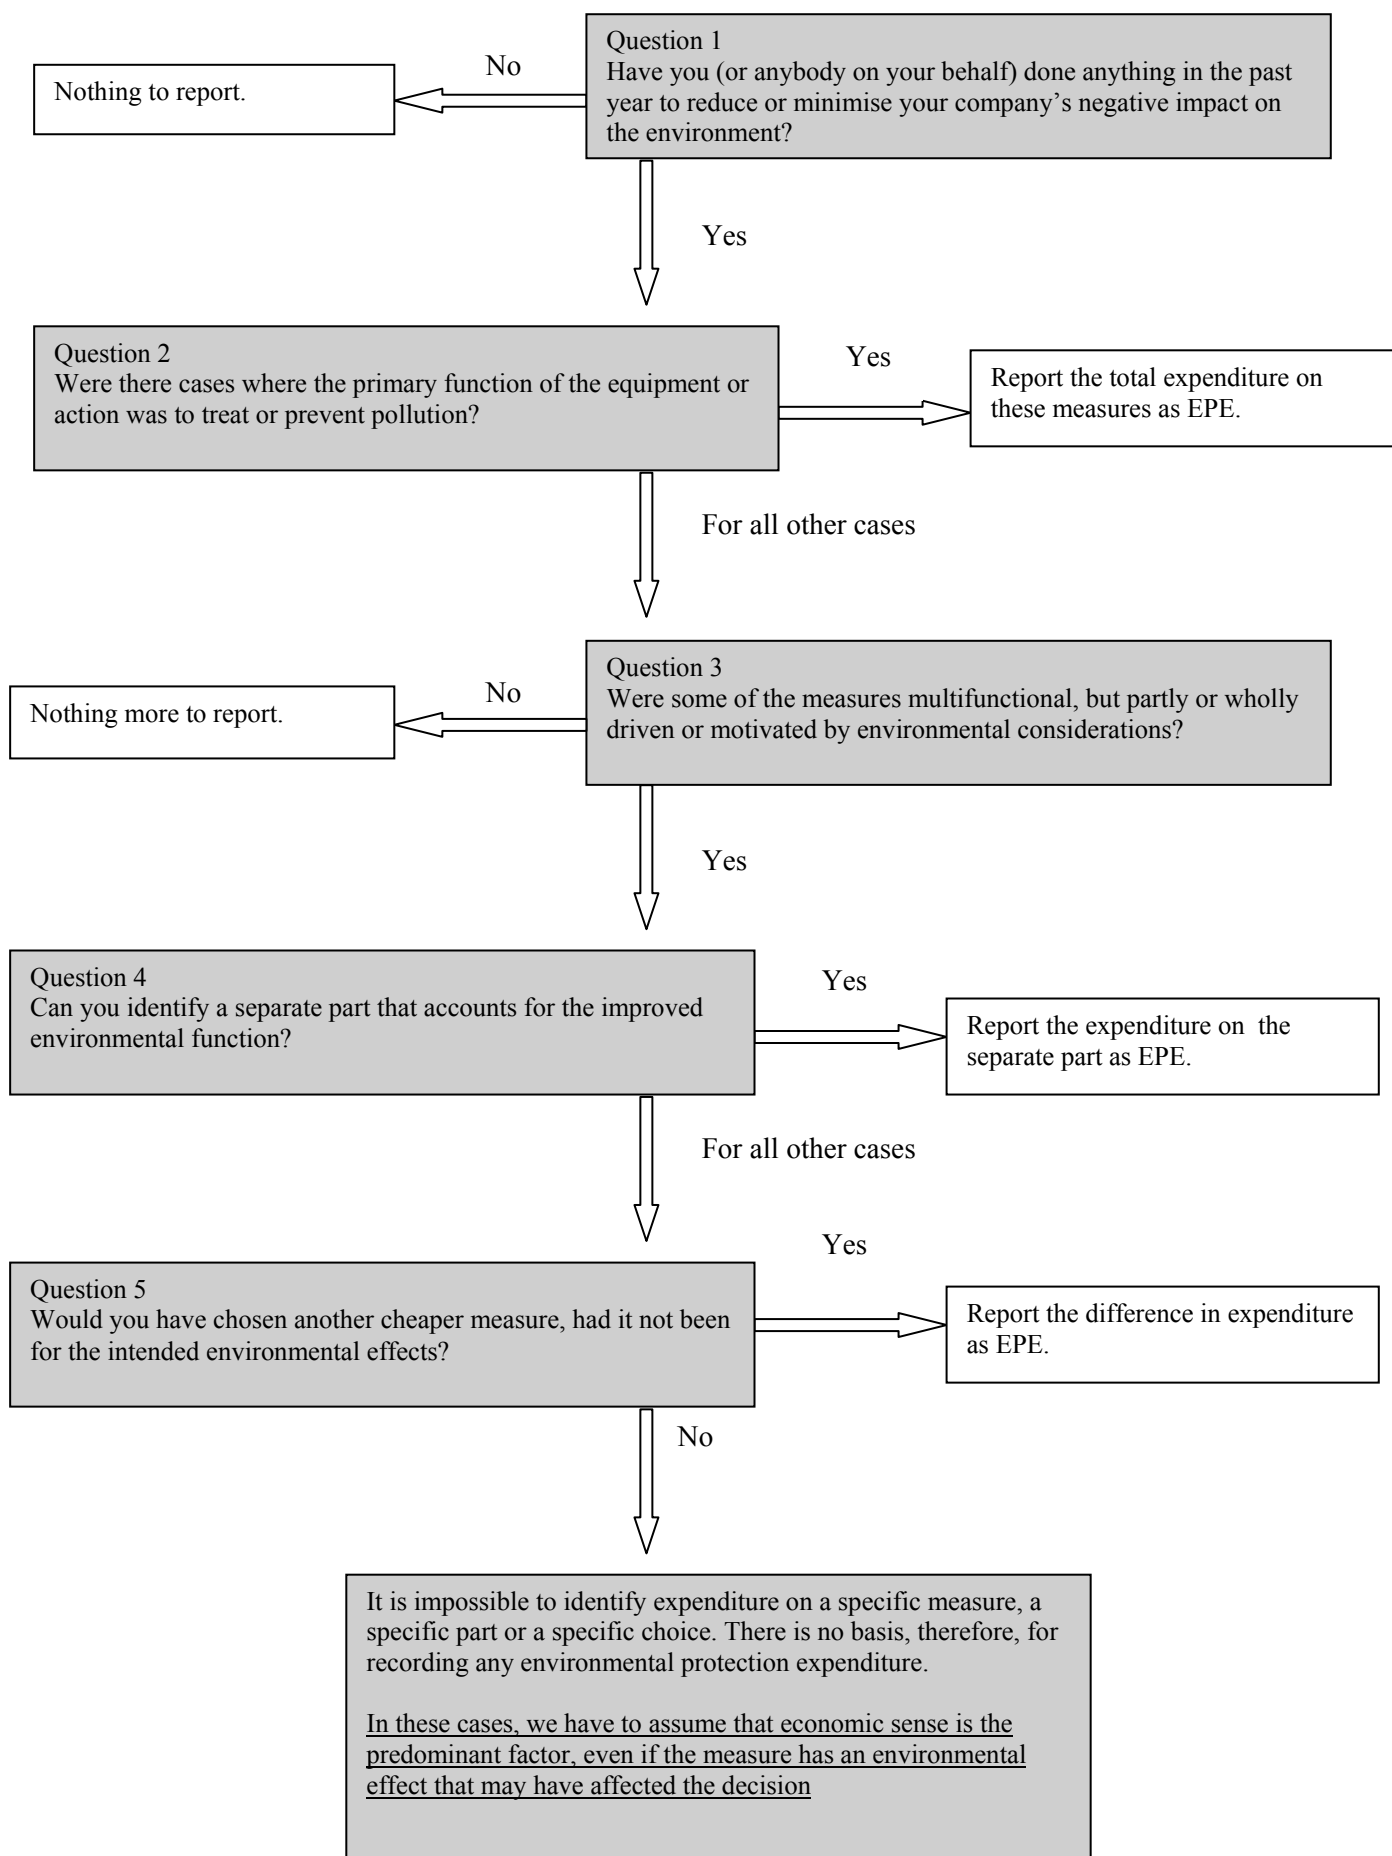 Question 1
Have you (or anybody on your behalf) done anything in the past
year to reduce or minimise your company’s negative impact on
the environment?
No
Nothing to report.
Yes
Question 2
Were there cases where the primary function of the equipment or
action was to treat or prevent pollution?
Yes
Report the total expenditure on
these measures as EPE.
For all other cases
Question 3
Were some of the measures multifunctional, but partly or wholly
driven or motivated by environmental considerations?
No
Nothing more to report.
Yes
Question 4
Can you identify a separate part that accounts for the improved
environmental function?
Yes
Report the expenditure on the
separate part as EPE.
For all other cases
Question 5
Would you have chosen another cheaper measure, had it not been
for the intended environmental effects?
Yes
Report the difference in expenditure
as EPE.
No
It is impossible to identify expenditure on a specific measure, a
specific part or a specific choice. There is no basis, therefore, for
recording any environmental protection expenditure.
In these cases, we have to assume that economic sense is the
predominant factor, even if the measure has an environmental
effect that may have affected the decision